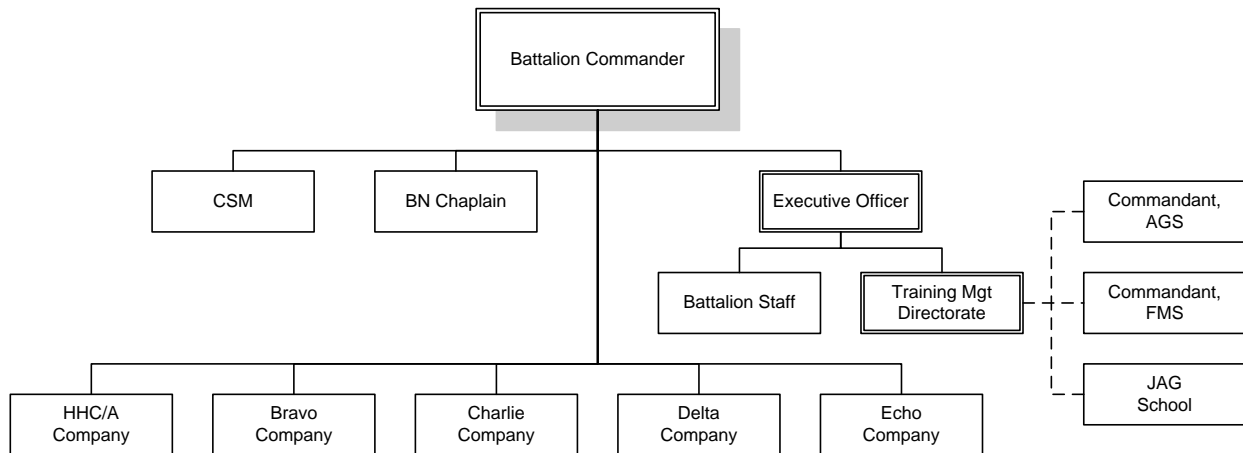 Battalion Commander
CSM
BN Chaplain
Executive Officer
Commandant,
AGS
Battalion Staff
Training Mgt
Directorate
Commandant,
FMS
JAG
School
HHC/A
Company
Bravo
Company
Charlie
Company
Delta
Company
Echo
Company